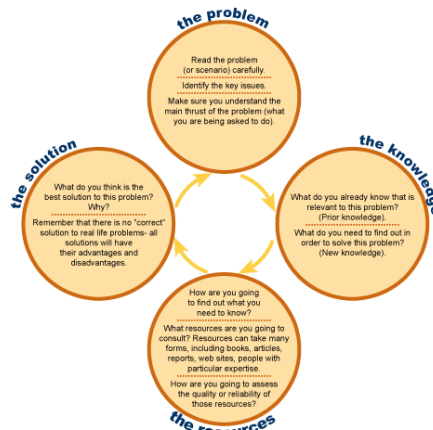 the problem
Read the problem
(or scenario) carefully.
Identify the key issues.
Make sure you understand the
main thrust of the problem (what
you are being asked to do).
the knowledge
What do you already know that is
relevant to this problem?
(Prior knowledge).
What do you need to find out in
order to solve this problem?
(New knowledge).
How are you going
to find out what you
need to know?
What resources are you going to
consult? Resources can take many
forms, including books, articles,
reports, web sites, people with
particular expertise.
How are you going to assess
the quality or reliability of
those resources?
the resources
the solution
What do you think is the
best solution to this problem?
Why?
Remember that there is no "correct"
solution to real life problems- all
solutions will have
their advantages and
disadvantages.